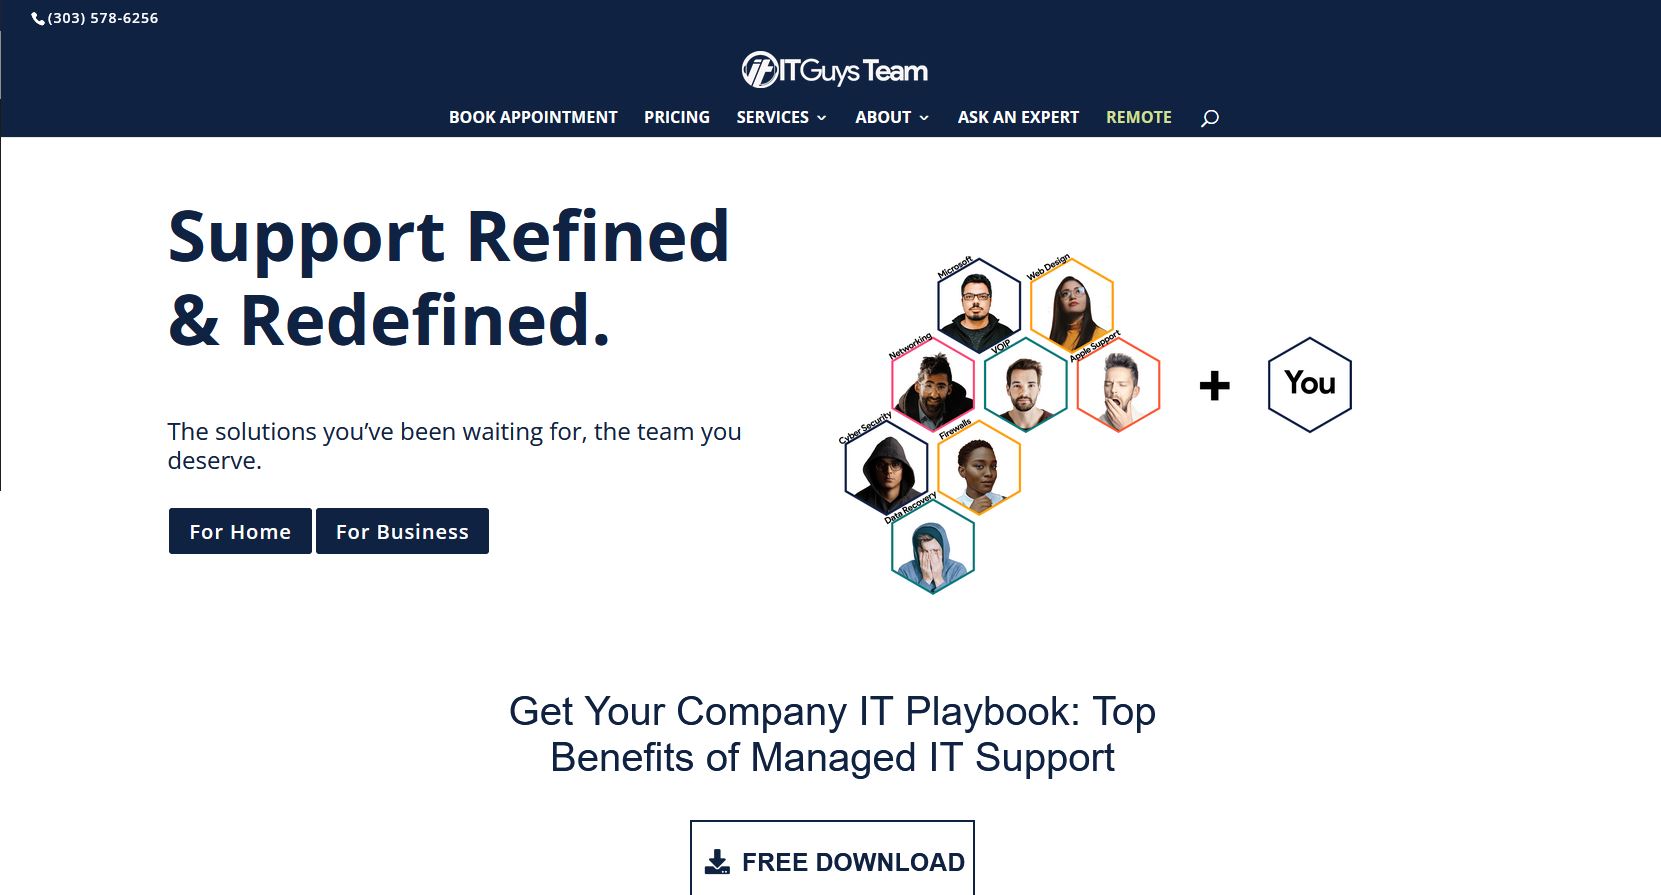 (303) 578-6256
itITGuys Team
BOOK APPOINTMENT PRICING SERVICES ABOUT ASK AN EXPERT REMOTE
Support Refined
& Redefined.
The solutions you’ve been waiting for, the team you
deserve.
For Home For Business
Microsoft
Web Design
Networking
VOIP
Apple Support
Cyber Security
Firewalls
Data Recovery
You
Get Your Company IT Playbook: Top
Benefits of Managed IT Support
FREE DOWNLOAD